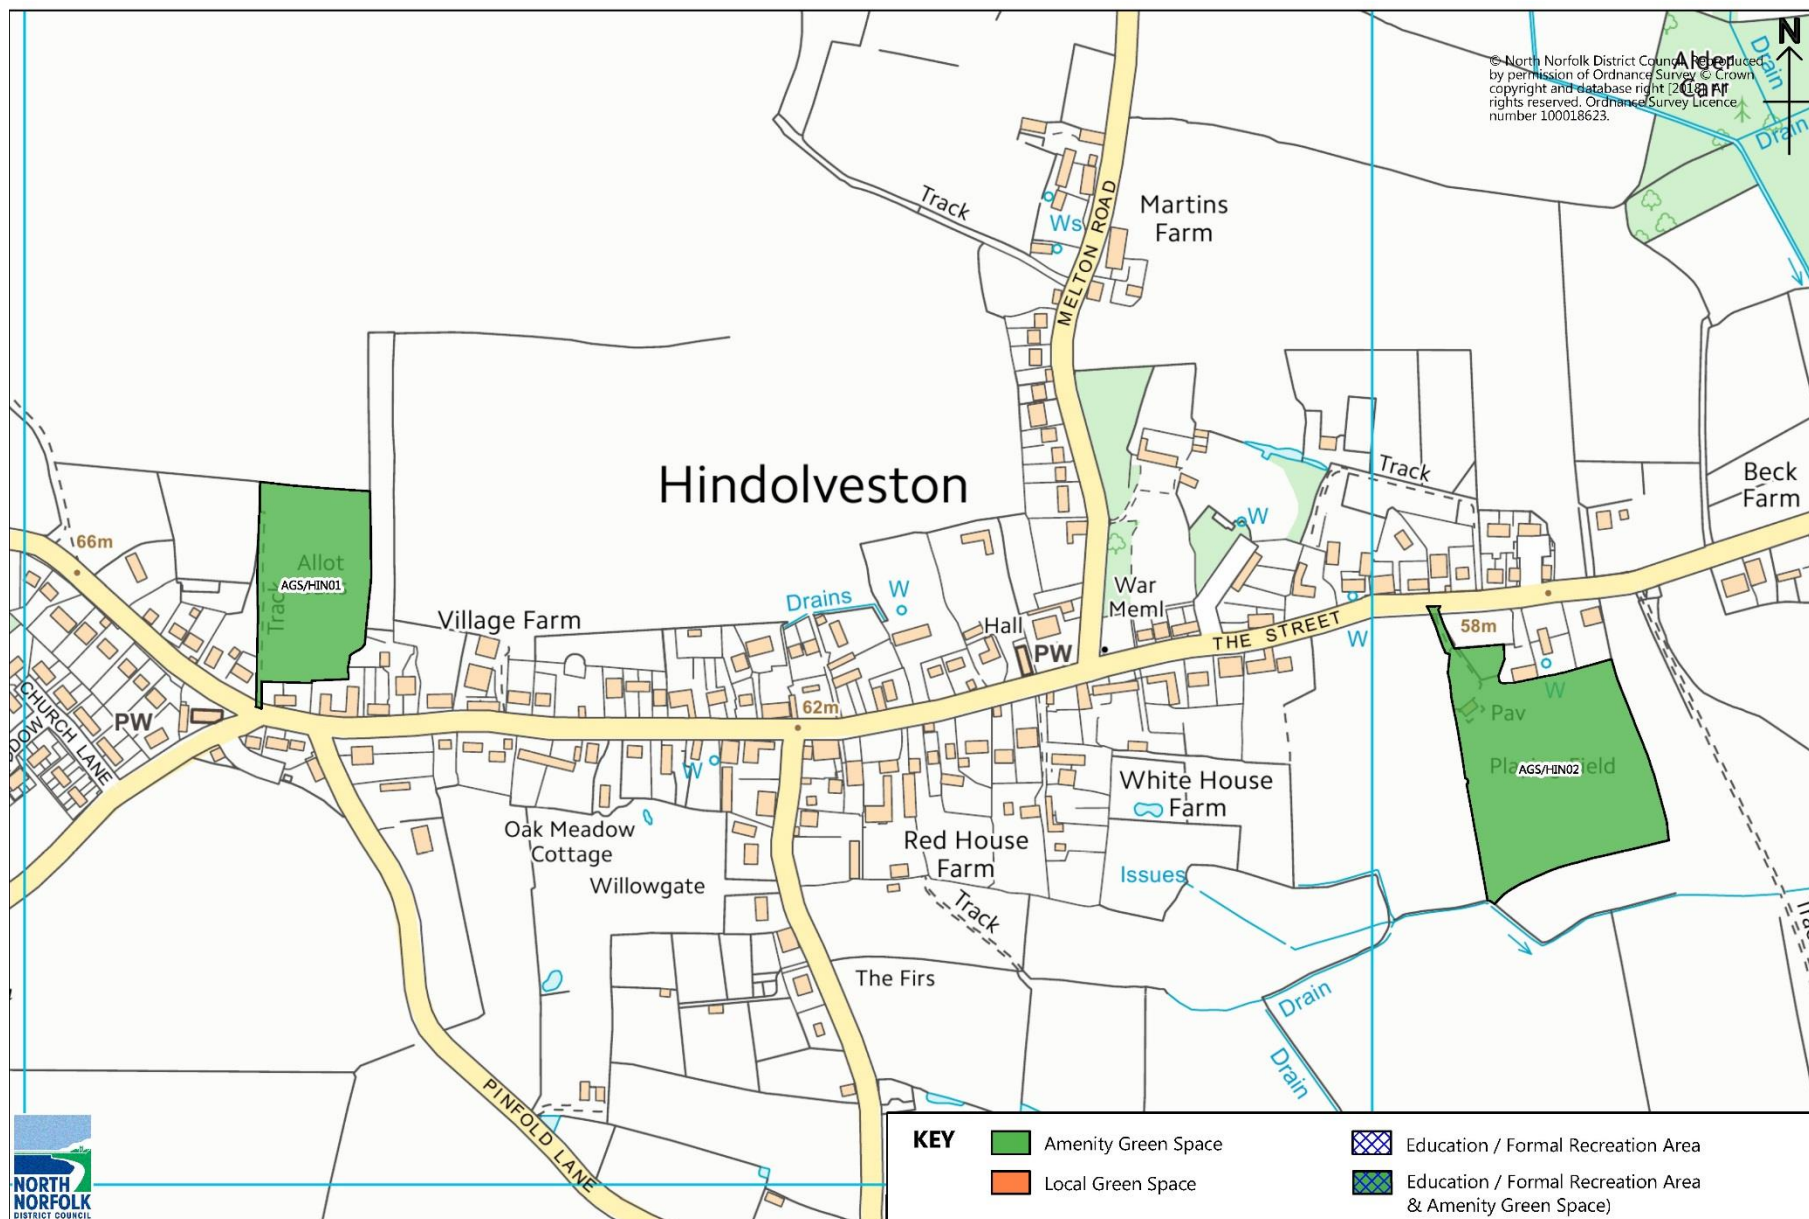 N
© North Norfolk District Council. Reproduced
by permission of Ordnance Survey © Crown
copyright and database right [2018]. All
rights reserved. Ordnance Survey Licence
number 100018623.
Alder
Carr
Drain
Drain
Track
Ws
MELTON ROAD
Martins
Farm
Hindolveston
Track
Beck
Farm
W
66m
Allot
AGS/HIN01
Track
Village Farm
Drains
W
Hall
PW
War
Meml
THE STREET
W
58m
W
Pav
Playing Field
AGS/HIN02
CHURCH LANE
PW
62m
W
White House
Farm
Oak Meadow
Cottage
Willowgate
Red House
Farm
Issues
Track
The Firs
Drain
Drain
PINFOLD LANE
NORTH
NORFOLK
DISTRICT COUNCIL
KEY
Amenity Green Space
Local Green Space
Education / Formal Recreation Area
Education / Formal Recreation Area
& Amenity Green Space)